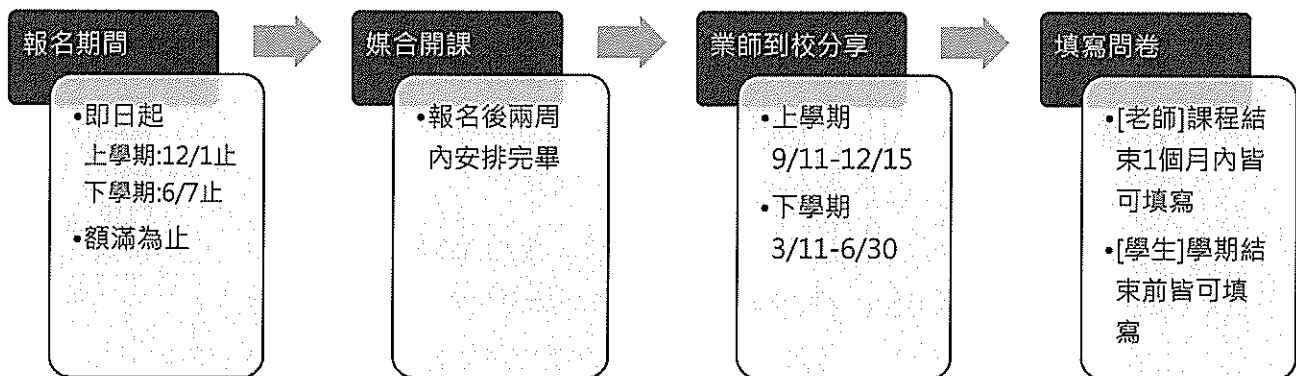 報名期間
•即日起
上學期:12/1止
下學期:6/7止
•額滿為止
媒合開課
•報名後兩周
內安排完畢
業師到校分享
•上學期
9/11-12/15
•下學期
3/11-6/30
填寫問卷
•[老師]課程結
束1個月內皆
可填寫
•[學生]學期結
束前皆可填
寫